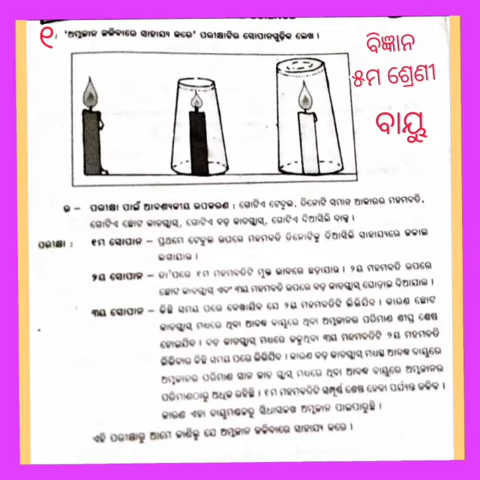 ୧। 'ଅମ୍ଳଜାନ ଜଳିବାରେ ସାହାଯ୍ୟ କରେ' ପରୀକ୍ଷାଟିର ସୋପାନଗୁଡ଼ିକ ଲେଖ ।
ବିଜ୍ଞାନ
୫ମ ଶ୍ରେଣୀ
ବାୟୁ
ଉ – ପରୀକ୍ଷା ପାଇଁ ଆବଶ୍ୟକୀୟ ଉପକରଣ : ଗୋଟିଏ ଟେବୁଲ, ତିନୋଟି ସମାନ ଆକାରର ମହମବତି,
ଗୋଟିଏ ଛୋଟ କାଚଗ୍ଲାସ୍, ଗୋଟିଏ ବଡ଼ କାଚଗ୍ଲାସ୍, ଗୋଟିଏ ଦିଆସିଲି ବାକ୍ସ ।
ପରୀକ୍ଷା : ୧ମ ସୋପାନ – ପ୍ରଥମେ ଟେବୁଲ ଉପରେ ମହମବତି ତିନୋଟିକୁ ଦିଆସିଲି ସାହାଯ୍ୟରେ ଜଳାଇ
ଦିଆଯାଉ ।
୨ୟ ସୋପାନ – ତା'ପରେ ୧ମ ମହମବତିଟି ମୁକ୍ତ ଭାବରେ ଛଡ଼ାଯାଉ । ୨ୟ ମହମବତି ଉପରେ
ଛୋଟ କାଚଗ୍ଲାସ୍ ଏବଂ ୩ୟ ମହମବତି ଉପରେ ବଡ଼ କାଚଗ୍ଲାସ୍ ଘୋଡ଼ାଇ ଦିଆଯାଉ ।
୩ୟ ସୋପାନ – କିଛି ସମୟ ପରେ ଦେଖାଯିବ ଯେ ୨ୟ ମହମବତିଟି ଲିଭିଯିବ । କାରଣ ଛୋଟ
କାଚଗ୍ଲାସ୍ ମଧ୍ୟରେ ଥିବା ଆବଦ୍ଧ ବାୟୁରେ ଥିବା ଅମ୍ଳଜାନର ପରିମାଣ ଶୀଘ୍ର ଶେଷ
ହୋଇଯିବ । ବଡ଼ କାଚଗ୍ଲାସ୍ ମଧ୍ୟରେ ଜଳୁଥିବା ୩ୟ ମହମବତିଟି ୨ୟ ମହମବତି
ଲିଭିବାର କିଛି ସମୟ ପରେ ଲିଭିଯିବ । କାରଣ ବଡ଼ କାଚଗ୍ଲାସ୍ ମଧ୍ୟସ୍ଥ ଆବଦ୍ଧ ବାୟୁରେ
ଅମ୍ଳଜାନର ପରିମାଣ ସାନ କାଚ ଗ୍ଲାସ୍ ମଧ୍ୟରେ ଥିବା ଆବଦ୍ଧ ବାୟୁରେ ଅମ୍ଳଜାନର
ପରିମାଣଠାରୁ ଅଧିକ ରହିଛି । ୧ମ ମହମବତିଟି ସମ୍ପୂର୍ଣ୍ଣ ଶେଷ ହେବା ପର୍ଯ୍ୟନ୍ତ ଜଳିବ ।
କାରଣ ଏହା ବାୟୁମଣ୍ଡଳରୁ ସିଧାସଳଖ ଅମ୍ଳଜାନ ପାଇପାରୁଛି ।
ଏହି ପରୀକ୍ଷାରୁ ଆମେ ଜାଣିଲୁ ଯେ ଅମ୍ଳଜାନ ଜଳିବାରେ ସାହାଯ୍ୟ କରେ ।